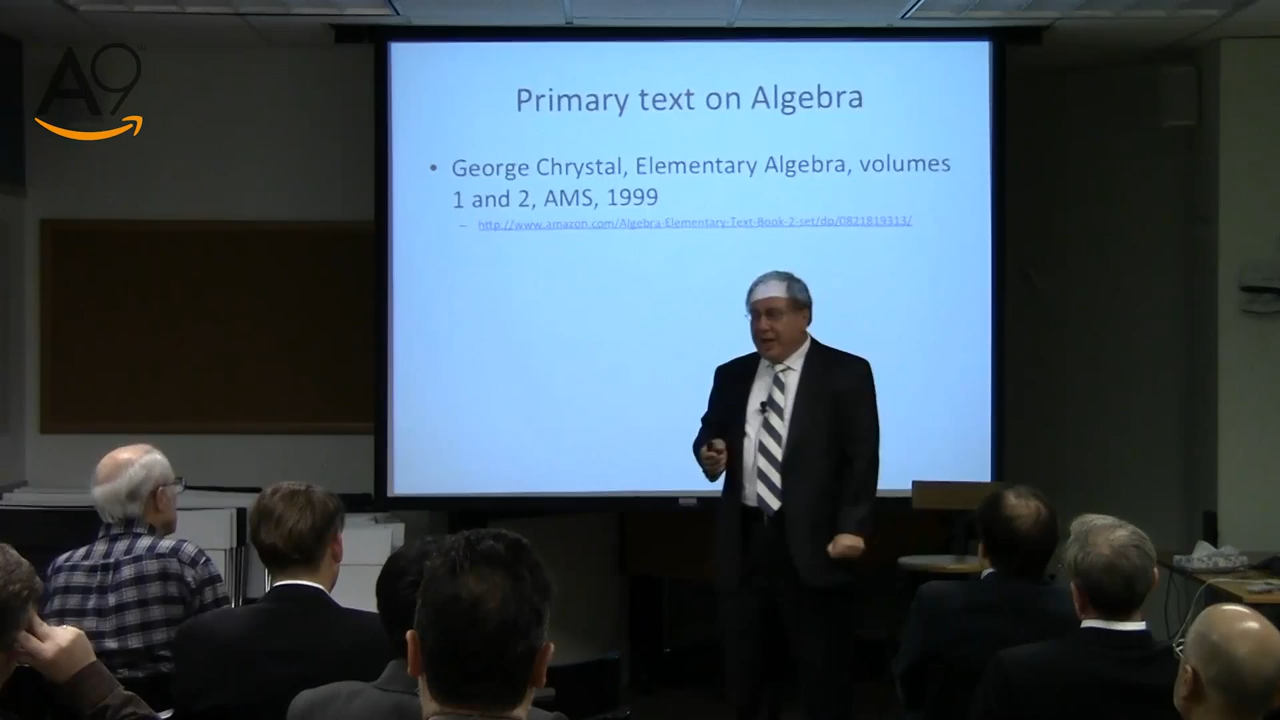 A9
Primary text on Algebra
• George Chrystal, Elementary Algebra, volumes
1 and 2, AMS, 1999
– http://www.amazon.com/Algebra-Elementary-Text-Book-2-set/dp/0821819313/